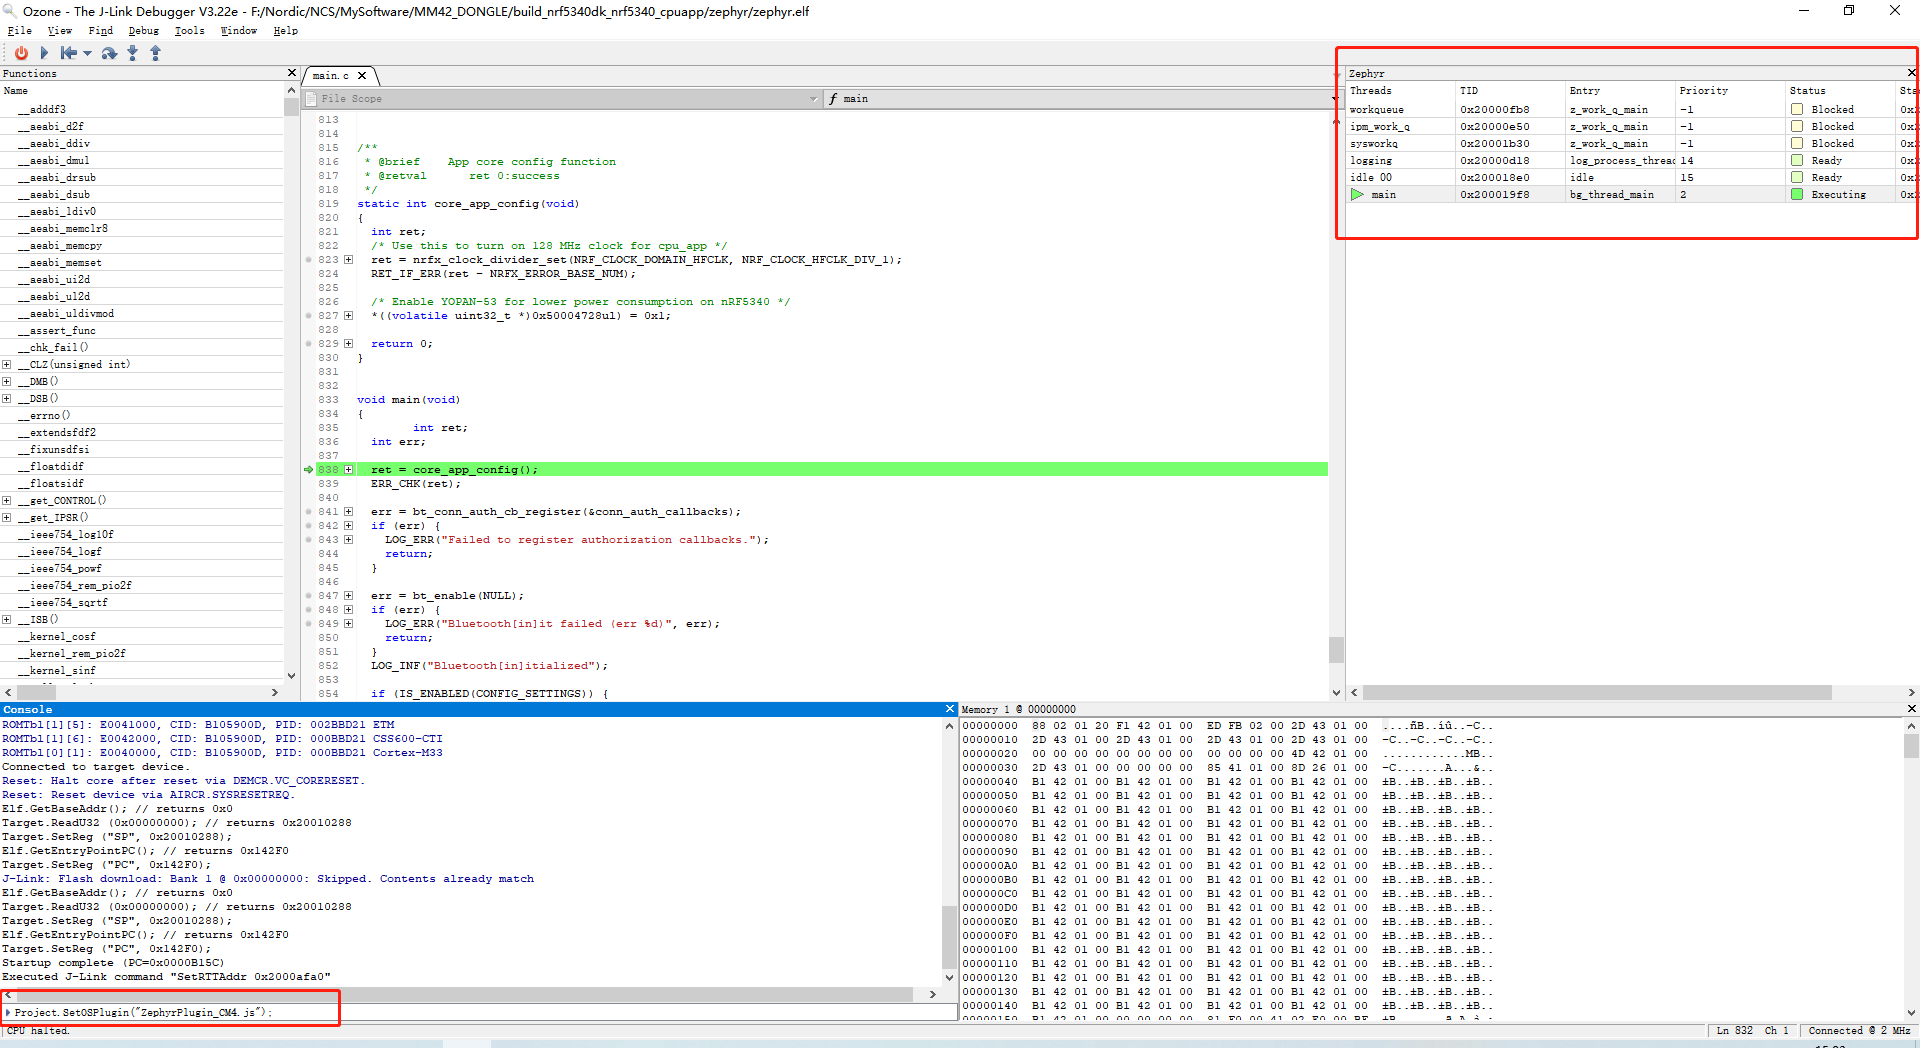 Ozone - The J-Link Debugger V3.22e - F:/Nordic/NCS/MySoftware/MM42_DONGLE/build_nrf5340dk_nrf5340_cpuapp/zephyr/zephyr.elf
File View Find Debug Tools Window Help
Functions
Name
__adddf3
__aeabi_d2f
__aeabi_ddiv
__aeabi_dmul
__aeabi_drsub
__aeabi_dsub
__aeabi_ldiv0
__aeabi_memclr8
__aeabi_memcpy
__aeabi_memset
__aeabi_ui2d
__aeabi_ul2d
__aeabi_uldivmod
__assert_func
__chk_fail()
__CLZ(unsigned int)
__DMB()
__DSB()
__errno()
__extendsfdf2
__fixunsdfsi
__floatdidf
__floatsidf
__get_CONTROL()
__get_IPSR()
__ieee754_log10f
__ieee754_logf
__ieee754_powf
__ieee754_rem_pio2f
__ieee754_sqrtf
__ISB()
__kernel_cosf
__kernel_rem_pio2f
__kernel_sinf
main.c
File Scope
f main
813
814
815 /**
816 * @brief App core config function
817 * @retval ret 0:success
818 */
819 static int core_app_config(void)
820 {
821 int ret;
822 /* Use this to turn on 128 MHz clock for cpu_app */
823 ret = nrfx_clock_divider_set(NRF_CLOCK_DOMAIN_HFCLK, NRF_CLOCK_HFCLK_DIV_1);
824 RET_IF_ERR(ret - NRFX_ERROR_BASE_NUM);
825
826 /* Enable YOPAN-53 for lower power consumption on nRF5340 */
827 *((volatile uint32_t *)0x50004728ul) = 0x1;
828
829 return 0;
830 }
831
832
833 void main(void)
834 {
835 int ret;
836 int err;
837
838 ret = core_app_config();
839 ERR_CHK(ret);
840
841 err = bt_conn_auth_cb_register(&conn_auth_callbacks);
842 if (err) {
843 LOG_ERR("Failed to register authorization callbacks.");
844 return;
845 }
846
847 err = bt_enable(NULL);
848 if (err) {
849 LOG_ERR("Bluetooth[in]it failed (err %d)", err);
850 return;
851 }
852 LOG_INF("Bluetooth[in]itialized");
853
854 if (IS_ENABLED(CONFIG_SETTINGS)) {
Zephyr
Threads TID Entry Priority Status Sta
workqueue 0x20000fb8 z_work_q_main -1 Blocked 0x2
ipm_work_q 0x20000e50 z_work_q_main -1 Blocked 0x2
sysworkq 0x20001b30 z_work_q_main -1 Blocked 0x2
logging 0x20000d18 log_process_threa 14 Ready 0x2
idle 00 0x200018e0 idle 15 Ready 0x2
main 0x200019f8 bg_thread_main 2 Executing 0x2
Console
ROMTbl[1][5]: E0041000, CID: B105900D, PID: 002BBD21 ETM
ROMTbl[1][6]: E0042000, CID: B105900D, PID: 000BBD21 CSS600-CTI
ROMTbl[0][1]: E0040000, CID: B105900D, PID: 000BBD21 Cortex-M33
Connected to target device.
Reset: Halt core after reset via DEMCR.VC_CORERESET.
Reset: Reset device via AIRCR.SYSRESETREQ.
Elf.GetBaseAddr(); // returns 0x0
Target.ReadU32 (0x00000000); // returns 0x20010288
Target.SetReg ("SP", 0x20010288);
Elf.GetEntryPointPC(); // returns 0x142F0
Target.SetReg ("PC", 0x142F0);
J-Link: Flash download: Bank 1 @ 0x00000000: Skipped. Contents already match
Elf.GetBaseAddr(); // returns 0x0
Target.ReadU32 (0x00000000); // returns 0x20010288
Target.SetReg ("SP", 0x20010288);
Elf.GetEntryPointPC(); // returns 0x142F0
Target.SetReg ("PC", 0x142F0);
Startup complete (PC=0x0000B15C)
Executed J-Link command "SetRTTAddr 0x2000afa0"
Project.SetOSPlugin("ZephyrPlugin_CM4.js");
Memory 1 @ 00000000
00000000 88 02 01 20 F1 42 01 00 ED FB 02 00 2D 43 01 00 ....ñB..íû..-C..
00000010 2D 43 01 00 2D 43 01 00 2D 43 01 00 2D 43 01 00 -C..-C..-C..-C..
00000020 00 00 00 00 00 00 00 00 00 00 00 00 4D 42 01 00 ............MB..
00000030 2D 43 01 00 00 00 00 00 85 41 01 00 8D 26 01 00 -C.......A...&..
00000040 B1 42 01 00 B1 42 01 00 B1 42 01 00 B1 42 01 00 ±B..±B..±B..±B..
00000050 B1 42 01 00 B1 42 01 00 B1 42 01 00 B1 42 01 00 ±B..±B..±B..±B..
00000060 B1 42 01 00 B1 42 01 00 B1 42 01 00 B1 42 01 00 ±B..±B..±B..±B..
00000070 B1 42 01 00 B1 42 01 00 B1 42 01 00 B1 42 01 00 ±B..±B..±B..±B..
00000080 B1 42 01 00 B1 42 01 00 B1 42 01 00 B1 42 01 00 ±B..±B..±B..±B..
00000090 B1 42 01 00 B1 42 01 00 B1 42 01 00 B1 42 01 00 ±B..±B..±B..±B..
000000A0 B1 42 01 00 B1 42 01 00 B1 42 01 00 B1 42 01 00 ±B..±B..±B..±B..
000000B0 B1 42 01 00 B1 42 01 00 B1 42 01 00 B1 42 01 00 ±B..±B..±B..±B..
000000C0 B1 42 01 00 B1 42 01 00 B1 42 01 00 B1 42 01 00 ±B..±B..±B..±B..
000000D0 B1 42 01 00 B1 42 01 00 B1 42 01 00 B1 42 01 00 ±B..±B..±B..±B..
000000E0 B1 42 01 00 B1 42 01 00 B1 42 01 00 B1 42 01 00 ±B..±B..±B..±B..
000000F0 B1 42 01 00 B1 42 01 00 B1 42 01 00 B1 42 01 00 ±B..±B..±B..±B..
00000100 B1 42 01 00 B1 42 01 00 B1 42 01 00 B1 42 01 00 ±B..±B..±B..±B..
00000110 B1 42 01 00 B1 42 01 00 B1 42 01 00 B1 42 01 00 ±B..±B..±B..±B..
00000120 B1 42 01 00 B1 42 01 00 B1 42 01 00 B1 42 01 00 ±B..±B..±B..±B..
00000130 B1 42 01 00 B1 42 01 00 B1 42 01 00 B1 42 01 00 ±B..±B..±B..±B..
00000140 B1 42 01 00 B1 42 01 00 B1 42 01 00 B1 42 01 00 ±B..±B..±B..±B..
CPU halted.
Ln 832 Ch 1
Connected @ 2 MHz